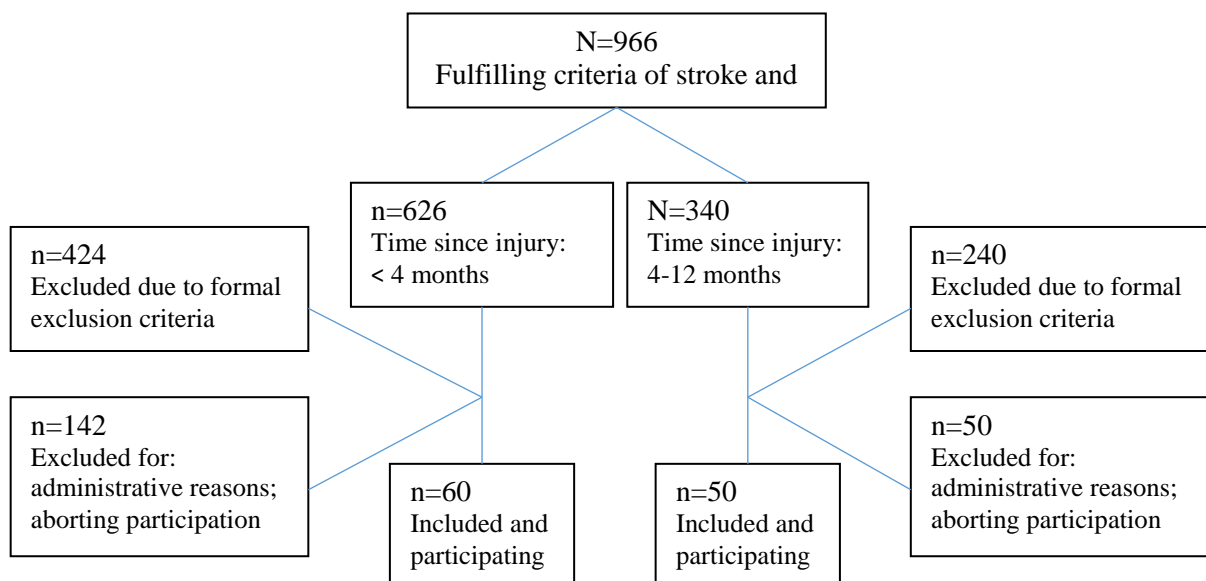 N=966
Fulfilling criteria of stroke and
n=626
Time since injury:
< 4 months
N=340
Time since injury:
4-12 months
n=424
Excluded due to formal
exclusion criteria
n=240
Excluded due to formal
exclusion criteria
n=142
Excluded for:
administrative reasons;
aborting participation
n=60
Included and
participating
n=50
Included and
participating
n=50
Excluded for:
administrative reasons;
aborting participation